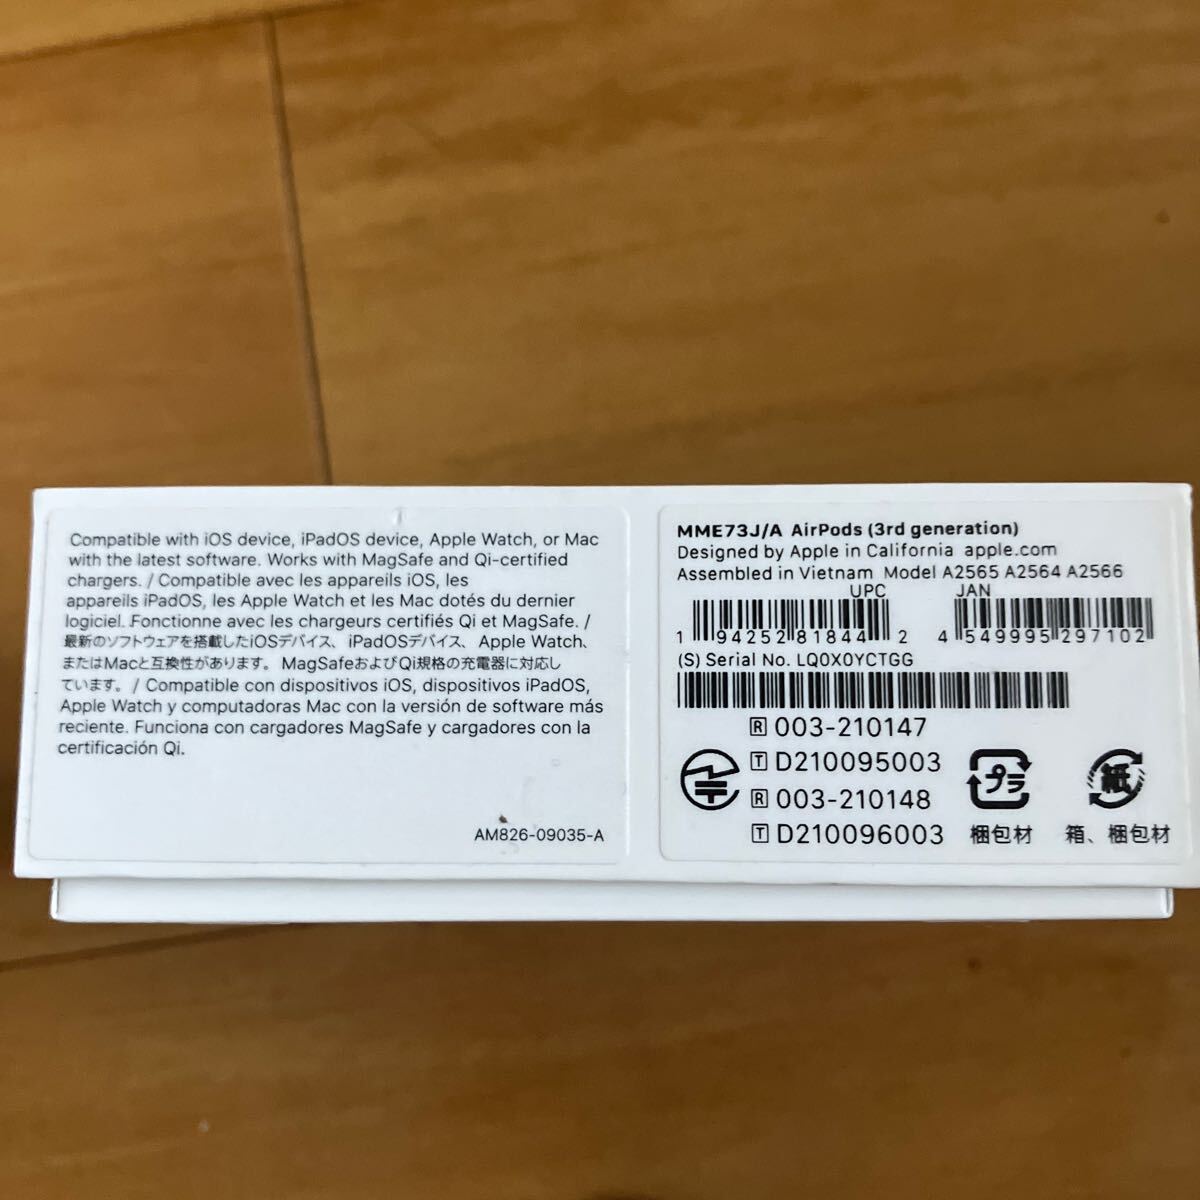 Compatible with iOS device, iPadOS device, Apple Watch, or Mac
with the latest software. Works with MagSafe and Qi-certified
chargers. / Compatible avec les appareils iOS, les
appareils iPadOS, les Apple Watch et les Mac dotés du dernier
logiciel. Fonctionne avec les chargeurs certifiés Qi et MagSafe. /
最新のソフトウェアを搭載したiOSデバイス、iPadOSデバイス、Apple Watch、
またはMacと互換性があります。MagSafeおよびQi規格の充電器に対応し
ています。/ Compatible con dispositivos iOS, dispositivos iPadOS,
Apple Watch y computadoras Mac con la versión de software más
reciente. Funciona con cargadores MagSafe y cargadores con la
certificación Qi.
AM826-09035-A
MME73J/A AirPods (3rd generation)
Designed by Apple in California apple.com
Assembled in Vietnam Model A2565 A2564 A2566
UPC JAN
1 94252 81844 2 4 549995 297102
(S) Serial No. LQ0X0YCTGG
R 003-210147
T D210095003
R 003-210148
T D210096003
プラ
梱包材
紙
箱、梱包材